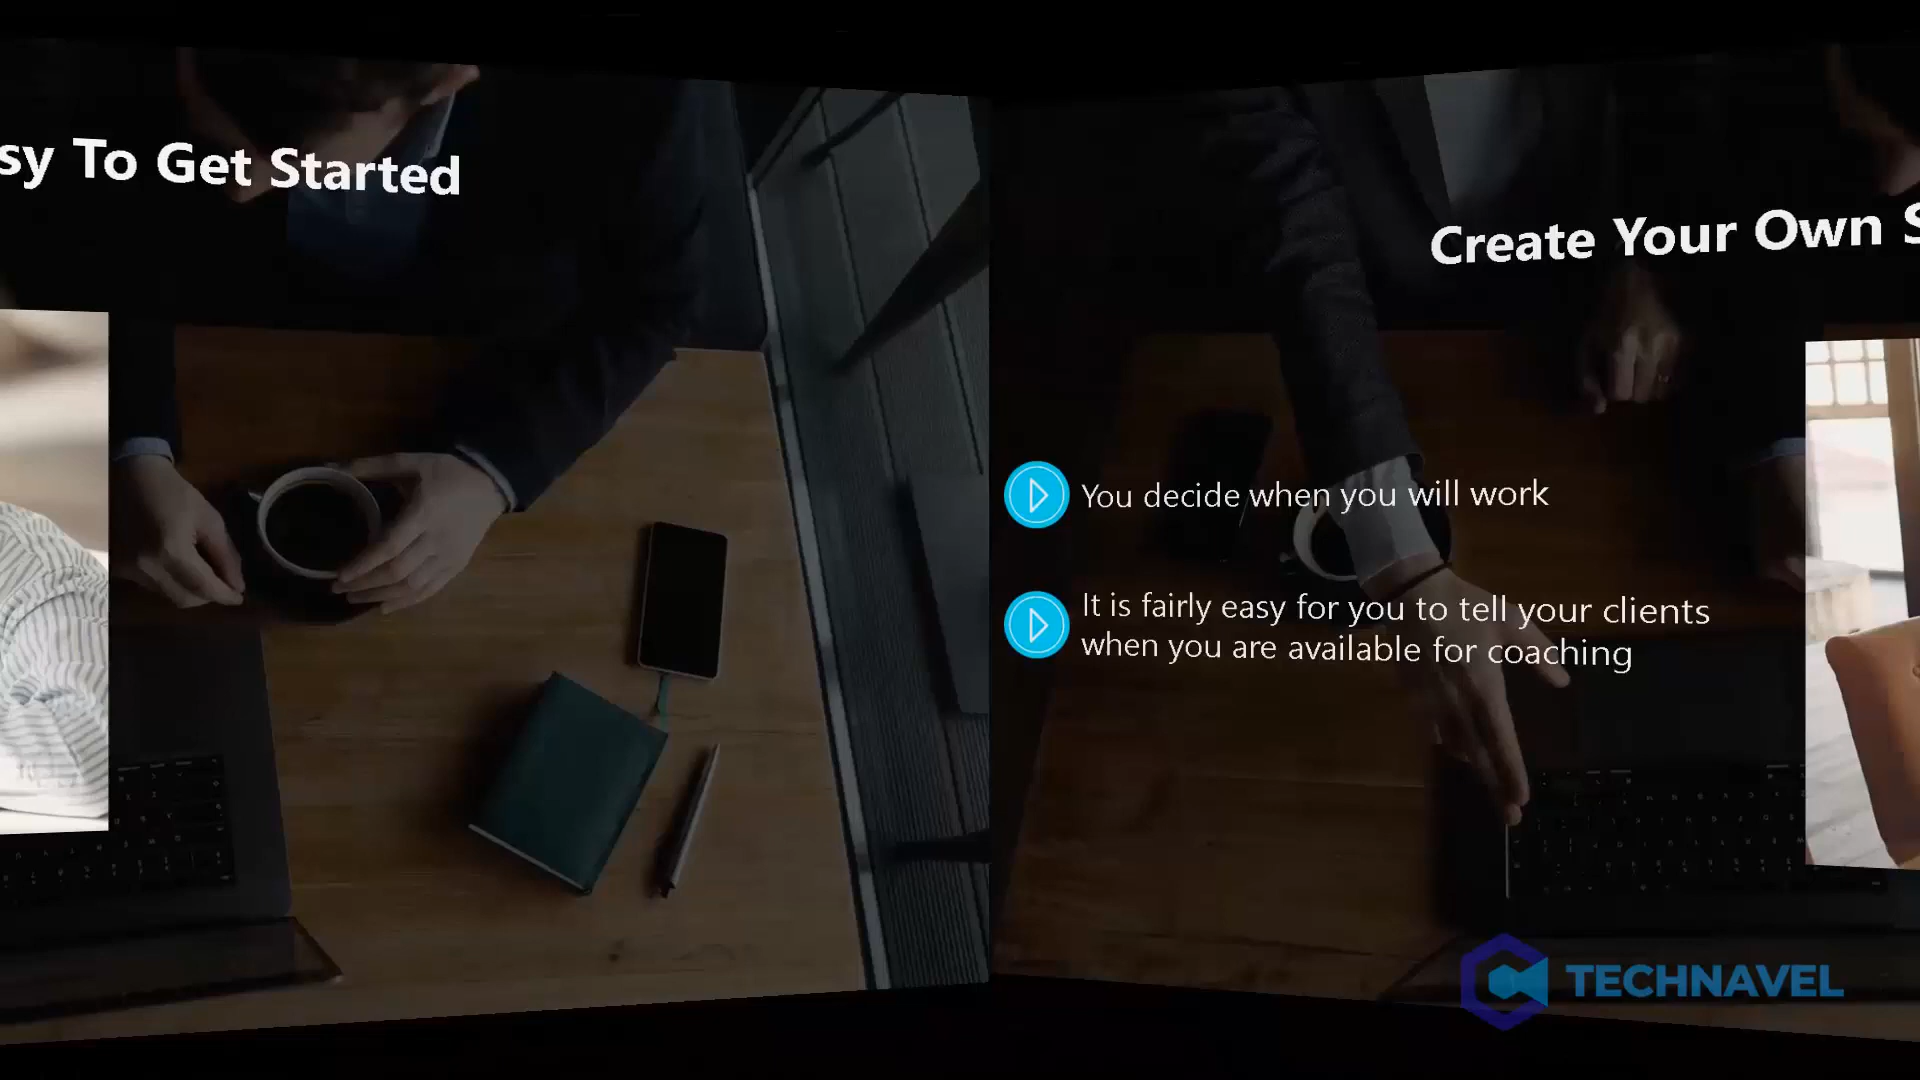 sy To Get Started
Create Your Own S
You decide when you will work
It is fairly easy for you to tell your clients
when you are available for coaching
TECHNAVEL